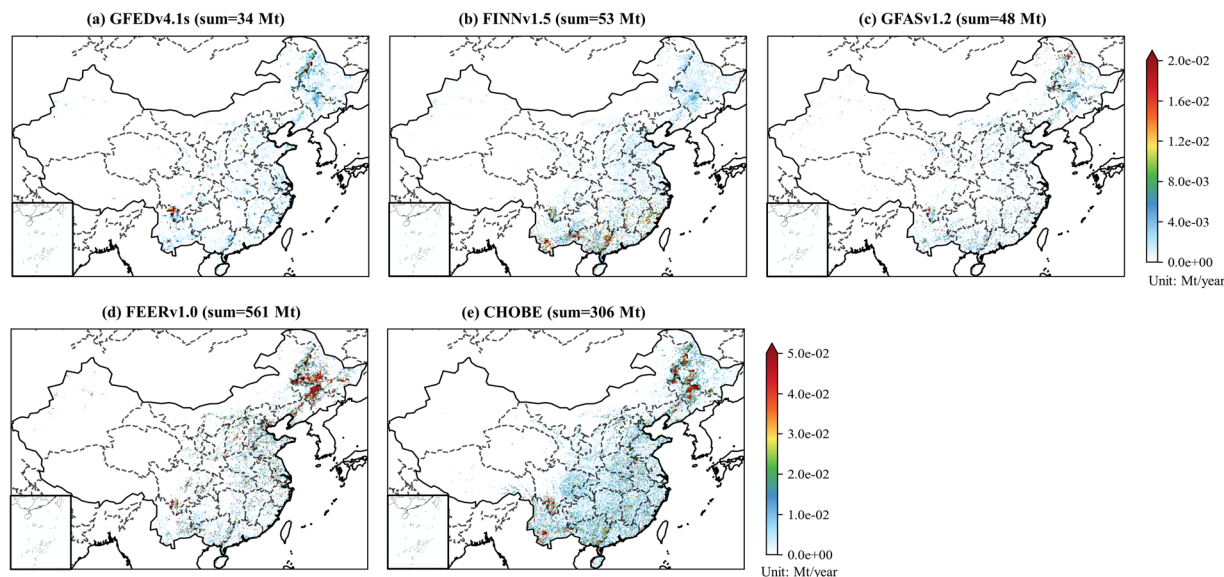 (a) GFEDv4.1s (sum=34 Mt)
(b) FINNv1.5 (sum=53 Mt)
(c) GFASv1.2 (sum=48 Mt)
2.0e-02
1.6e-02
1.2e-02
8.0e-03
4.0e-03
0.0e+00
Unit: Mt/year
(d) FEERv1.0 (sum=561 Mt)
(e) CHOBE (sum=306 Mt)
5.0e-02
4.0e-02
3.0e-02
2.0e-02
1.0e-02
0.0e+00
Unit: Mt/year